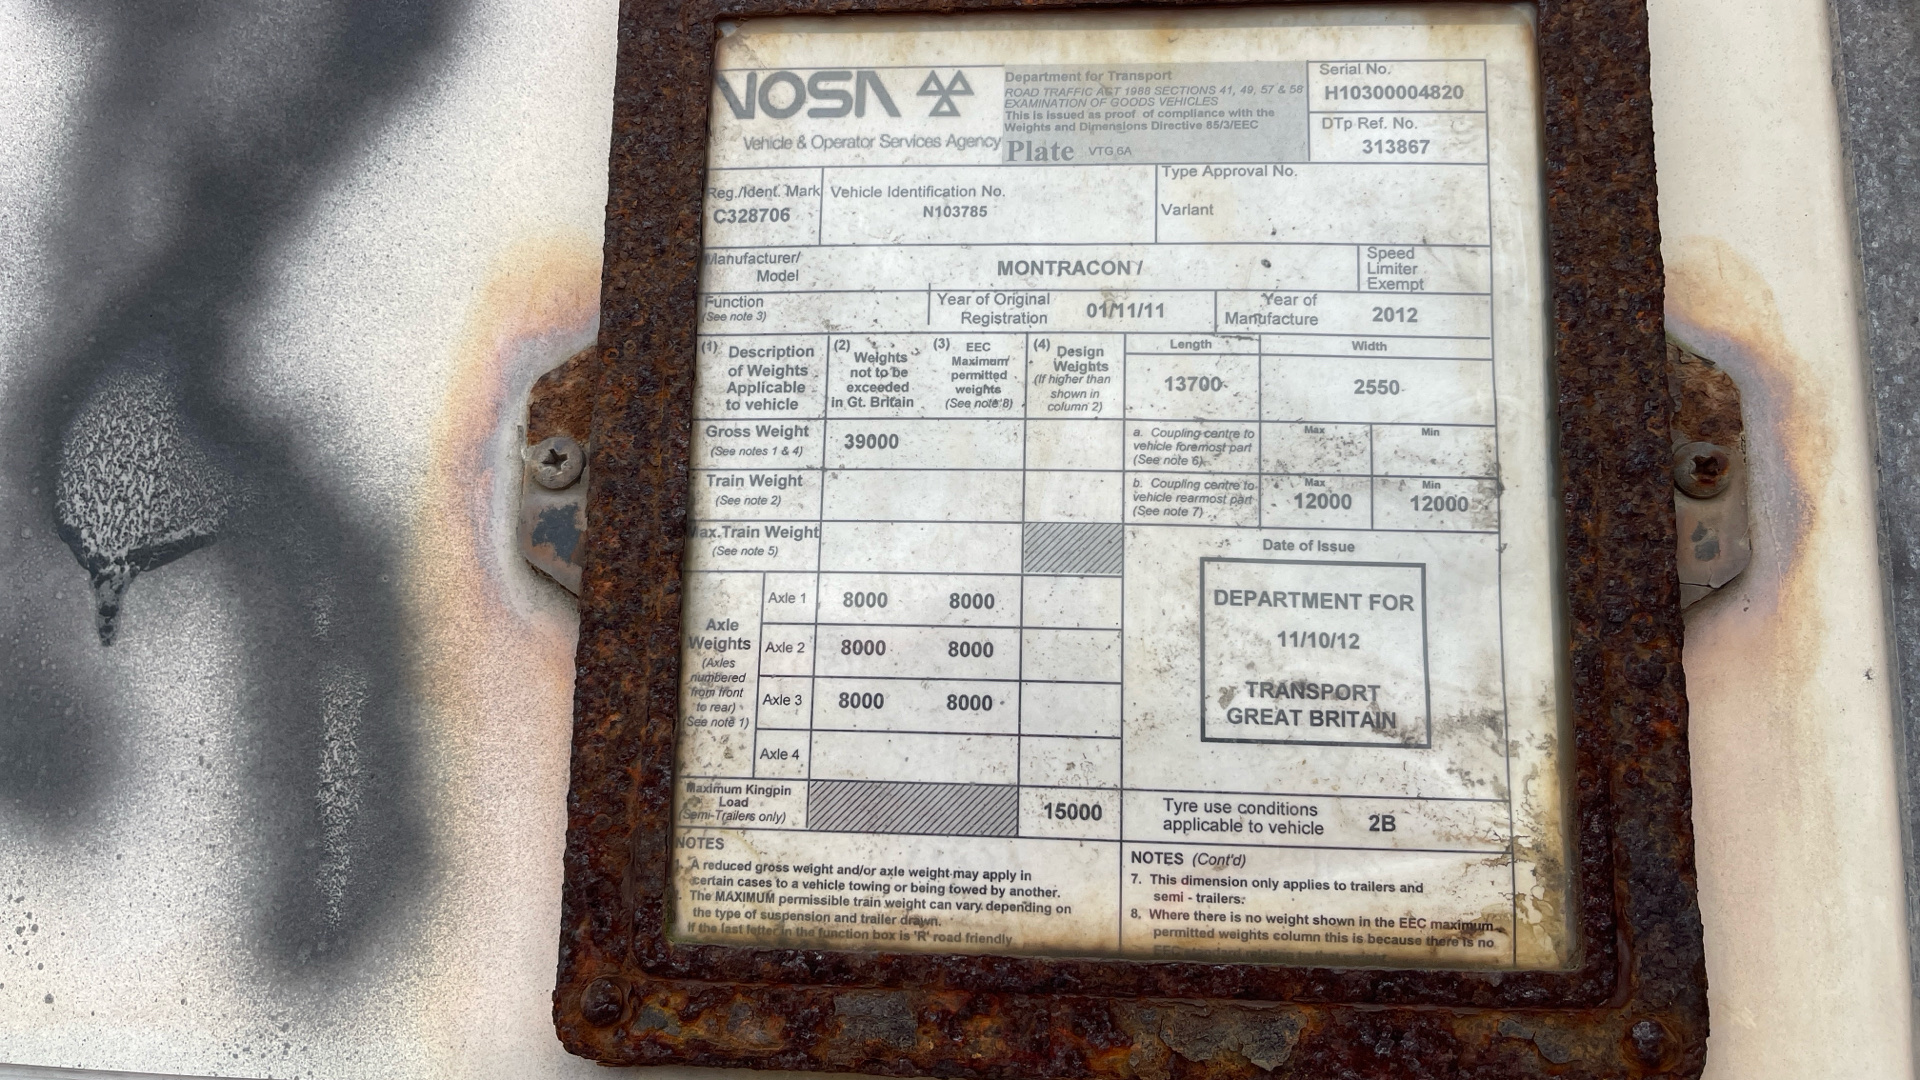 VOSA
Vehicle & Operator Services Agency
Department for Transport
ROAD TRAFFIC ACT 1988 SECTIONS 41, 49, 57 & 58
EXAMINATION OF GOODS VEHICLES
This is issued as proof of compliance with the
Weights and Dimensions Directive 85/3/EEC
Plate VTG 6A
Serial No.
H10300004820
DTp Ref. No.
313867
Reg./Ident. Mark
C328706
Vehicle Identification No.
N103785
Type Approval No.
Variant
Manufacturer/
Model
MONTRACON /
Speed
Limiter
Exempt
Function
(See note 3)
Year of Original
Registration
01/11/11
Year of
Manufacture
2012
(1) Description
of Weights
Applicable
to vehicle
(2) Weights
not to be
exceeded
in Gt. Britain
(3) EEC
Maximum
permitted
weights
(See note 8)
(4) Design
Weights
(If higher than
shown in
column 2)
Length
13700
Width
2550
Gross Weight
(See notes 1 & 4)
39000
a. Coupling centre to
vehicle foremost part
(See note 6)
Max
Min
Train Weight
(See note 2)
b. Coupling centre to
vehicle rearmost part
(See note 7)
Max
12000
Min
12000
Max.Train Weight
(See note 5)
Axle
Weights
(Axles
numbered
from front
to rear)
(See note 1)
Axle 1 8000 8000
Axle 2 8000 8000
Axle 3 8000 8000
Axle 4
Date of Issue
DEPARTMENT FOR
11/10/12
TRANSPORT
GREAT BRITAIN
Maximum Kingpin
Load
(Semi-Trailers only)
15000
Tyre use conditions
applicable to vehicle
2B
NOTES
A reduced gross weight and/or axle weight may apply in
certain cases to a vehicle towing or being towed by another.
The MAXIMUM permissible train weight can vary depending on
the type of suspension and trailer drawn.
If the last letter in the function box is 'R' road friendly
NOTES (Cont'd)
7. This dimension only applies to trailers and
semi - trailers.
8. Where there is no weight shown in the EEC maximum
permitted weights column this is because there is no